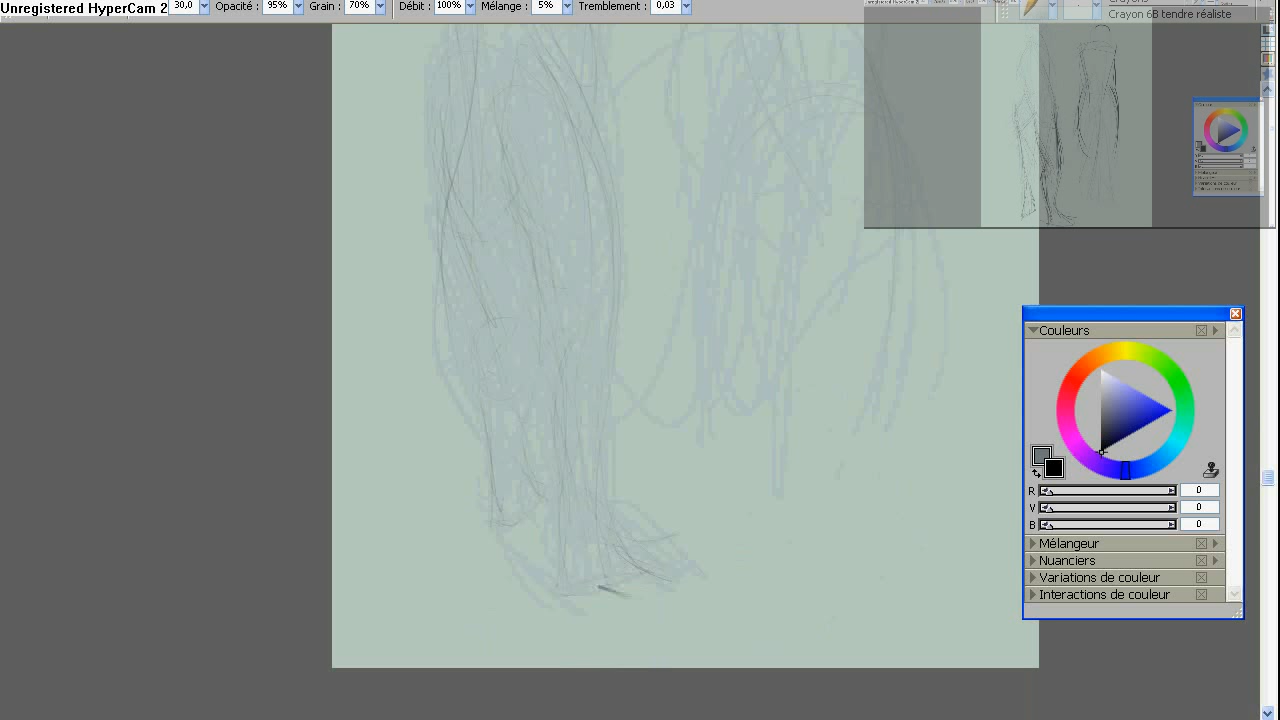 Unregistered HyperCam 2
30,0 Opacité : 95% Grain : 70% Débit : 100% Mélange : 5% Tremblement : 0,03
Crayon 6B tendre réaliste
Couleurs
R 0
V 0
B 0
Mélangeur
Nuanciers
Variations de couleur
Interactions de couleur